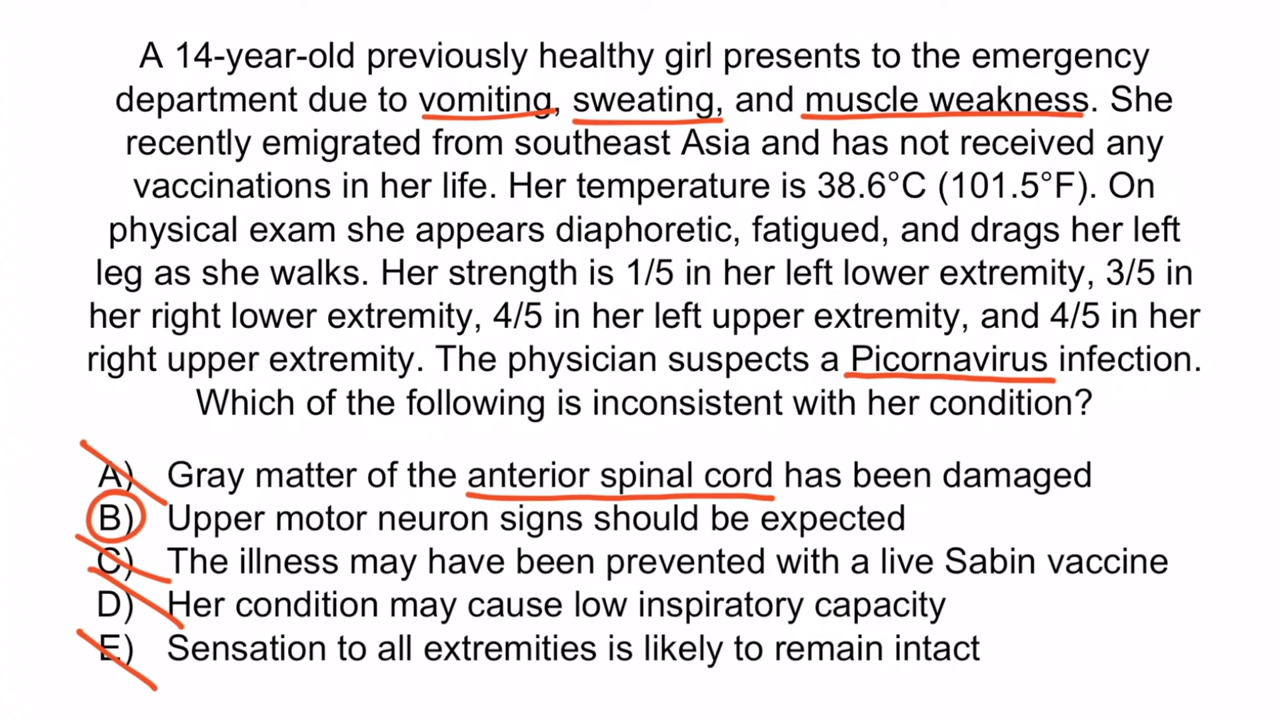 A 14-year-old previously healthy girl presents to the emergency
department due to vomiting, sweating, and muscle weakness. She
recently emigrated from southeast Asia and has not received any
vaccinations in her life. Her temperature is 38.6°C (101.5°F). On
physical exam she appears diaphoretic, fatigued, and drags her left
leg as she walks. Her strength is 1/5 in her left lower extremity, 3/5 in
her right lower extremity, 4/5 in her left upper extremity, and 4/5 in her
right upper extremity. The physician suspects a Picornavirus infection.
Which of the following is inconsistent with her condition?
A) Gray matter of the anterior spinal cord has been damaged
B) Upper motor neuron signs should be expected
C) The illness may have been prevented with a live Sabin vaccine
D) Her condition may cause low inspiratory capacity
E) Sensation to all extremities is likely to remain intact